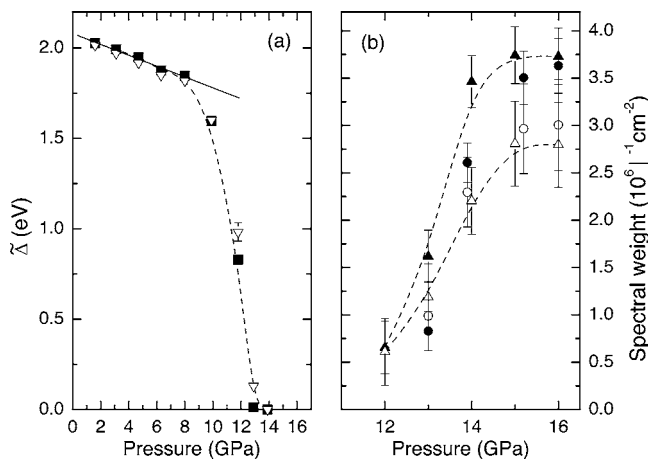 (a)
(b)
2.0
1.5
1.0
0.5
0.0
Δ̃ (eV)
0 2 4 6 8 10 12 14 16
Pressure (GPa)
12 14 16
Pressure (GPa)
4.0
3.5
3.0
2.5
2.0
1.5
1.0
0.5
0.0
Spectral weight (10⁶ |⁻¹cm⁻²)